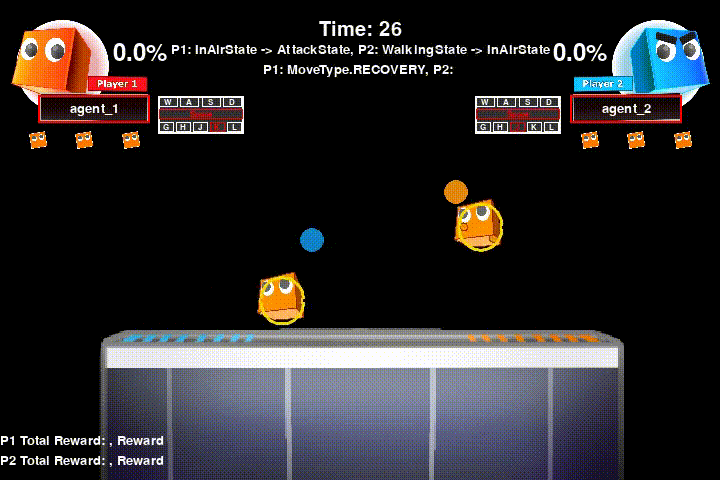 Time: 26
0.0%
P1: InAirState -> AttackState, P2: WalkingState -> InAirState
0.0%
P1: MoveType.RECOVERY, P2:
Player 1
Player 2
agent_1
agent_2
W A S D
W A S D
G H J K L
G H K L
P1 Total Reward: , Reward
P2 Total Reward: , Reward